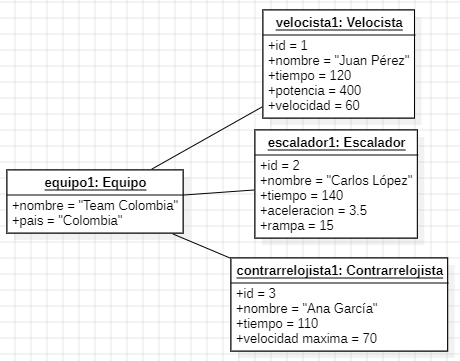 velocista1: Velocista
+id = 1
+nombre = "Juan Pérez"
+tiempo = 120
+potencia = 400
+velocidad = 60
escalador1: Escalador
+id = 2
+nombre = "Carlos López"
+tiempo = 140
+aceleracion = 3.5
+rampa = 15
equipo1: Equipo
+nombre = "Team Colombia"
+pais = "Colombia"
contrarrelojista1: Contrarrelojista
+id = 3
+nombre = "Ana García"
+tiempo = 110
+velocidad maxima = 70